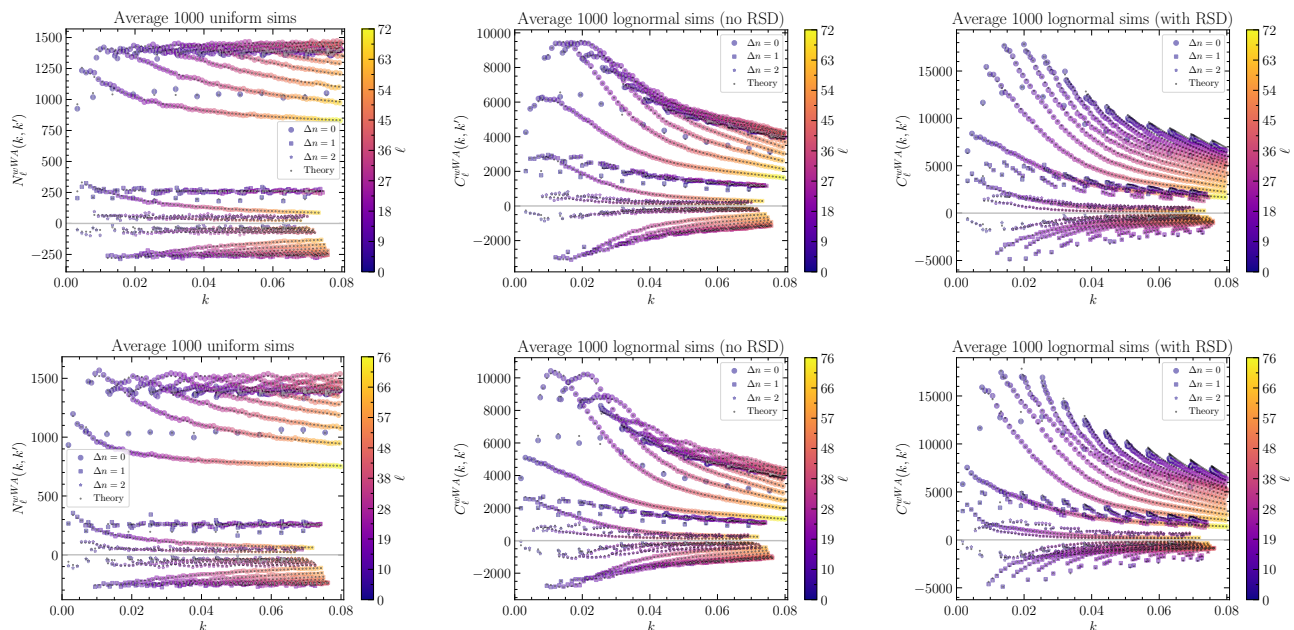 Average 1000 uniform sims
1500
1250
1000
750
500
250
0
−250
N_ℓ^{wWA}(k, k′)
0.00 0.02 0.04 0.06 0.08
k
Δn = 0
Δn = 1
Δn = 2
Theory
72
63
54
45
36
27
18
9
0
ℓ
Average 1000 lognormal sims (no RSD)
10000
8000
6000
4000
2000
0
−2000
C_ℓ^{wWA}(k, k′)
0.00 0.02 0.04 0.06 0.08
k
Δn = 0
Δn = 1
Δn = 2
Theory
72
63
54
45
36
27
18
9
0
ℓ
Average 1000 lognormal sims (with RSD)
15000
10000
5000
0
−5000
C_ℓ^{wWA}(k, k′)
0.00 0.02 0.04 0.06 0.08
k
Δn = 0
Δn = 1
Δn = 2
Theory
72
63
54
45
36
27
18
9
0
ℓ
Average 1000 uniform sims
1500
1000
500
0
N_ℓ^{wWA}(k, k′)
0.00 0.02 0.04 0.06 0.08
k
Δn = 0
Δn = 1
Δn = 2
Theory
76
66
57
48
38
28
19
10
0
ℓ
Average 1000 lognormal sims (no RSD)
10000
8000
6000
4000
2000
0
−2000
C_ℓ^{wWA}(k, k′)
0.00 0.02 0.04 0.06 0.08
k
Δn = 0
Δn = 1
Δn = 2
Theory
76
66
57
48
38
28
19
10
0
ℓ
Average 1000 lognormal sims (with RSD)
15000
10000
5000
0
−5000
C_ℓ^{wWA}(k, k′)
0.00 0.02 0.04 0.06 0.08
k
Δn = 0
Δn = 1
Δn = 2
Theory
76
66
57
48
38
28
19
10
0
ℓ